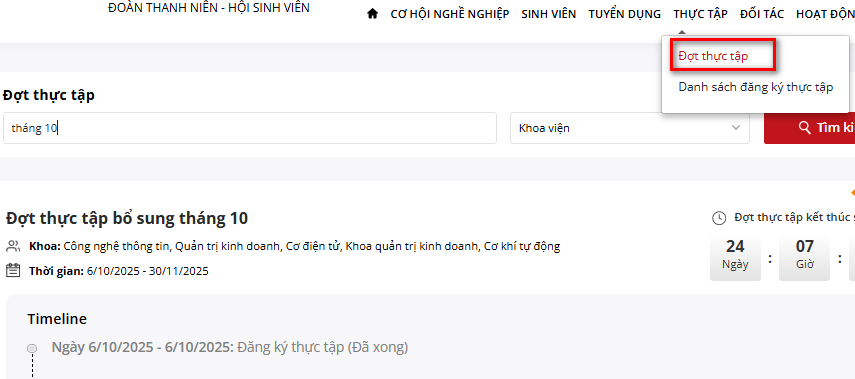 ĐOÀN THANH NIÊN - HỘI SINH VIÊN
CƠ HỘI NGHỀ NGHIỆP SINH VIÊN TUYỂN DỤNG THỰC TẬP ĐỐI TÁC HOẠT ĐỘN
Đợt thực tập
Danh sách đăng ký thực tập
Đợt thực tập
tháng 10 Khoa viện Tìm ki
Đợt thực tập bổ sung tháng 10
Đợt thực tập kết thúc s
Khoa: Công nghệ thông tin, Quản trị kinh doanh, Cơ điện tử, Khoa quản trị kinh doanh, Cơ khí tự động
24 : 07 :
Ngày Giờ
Thời gian: 6/10/2025 - 30/11/2025
Timeline
Ngày 6/10/2025 - 6/10/2025: Đăng ký thực tập (Đã xong)